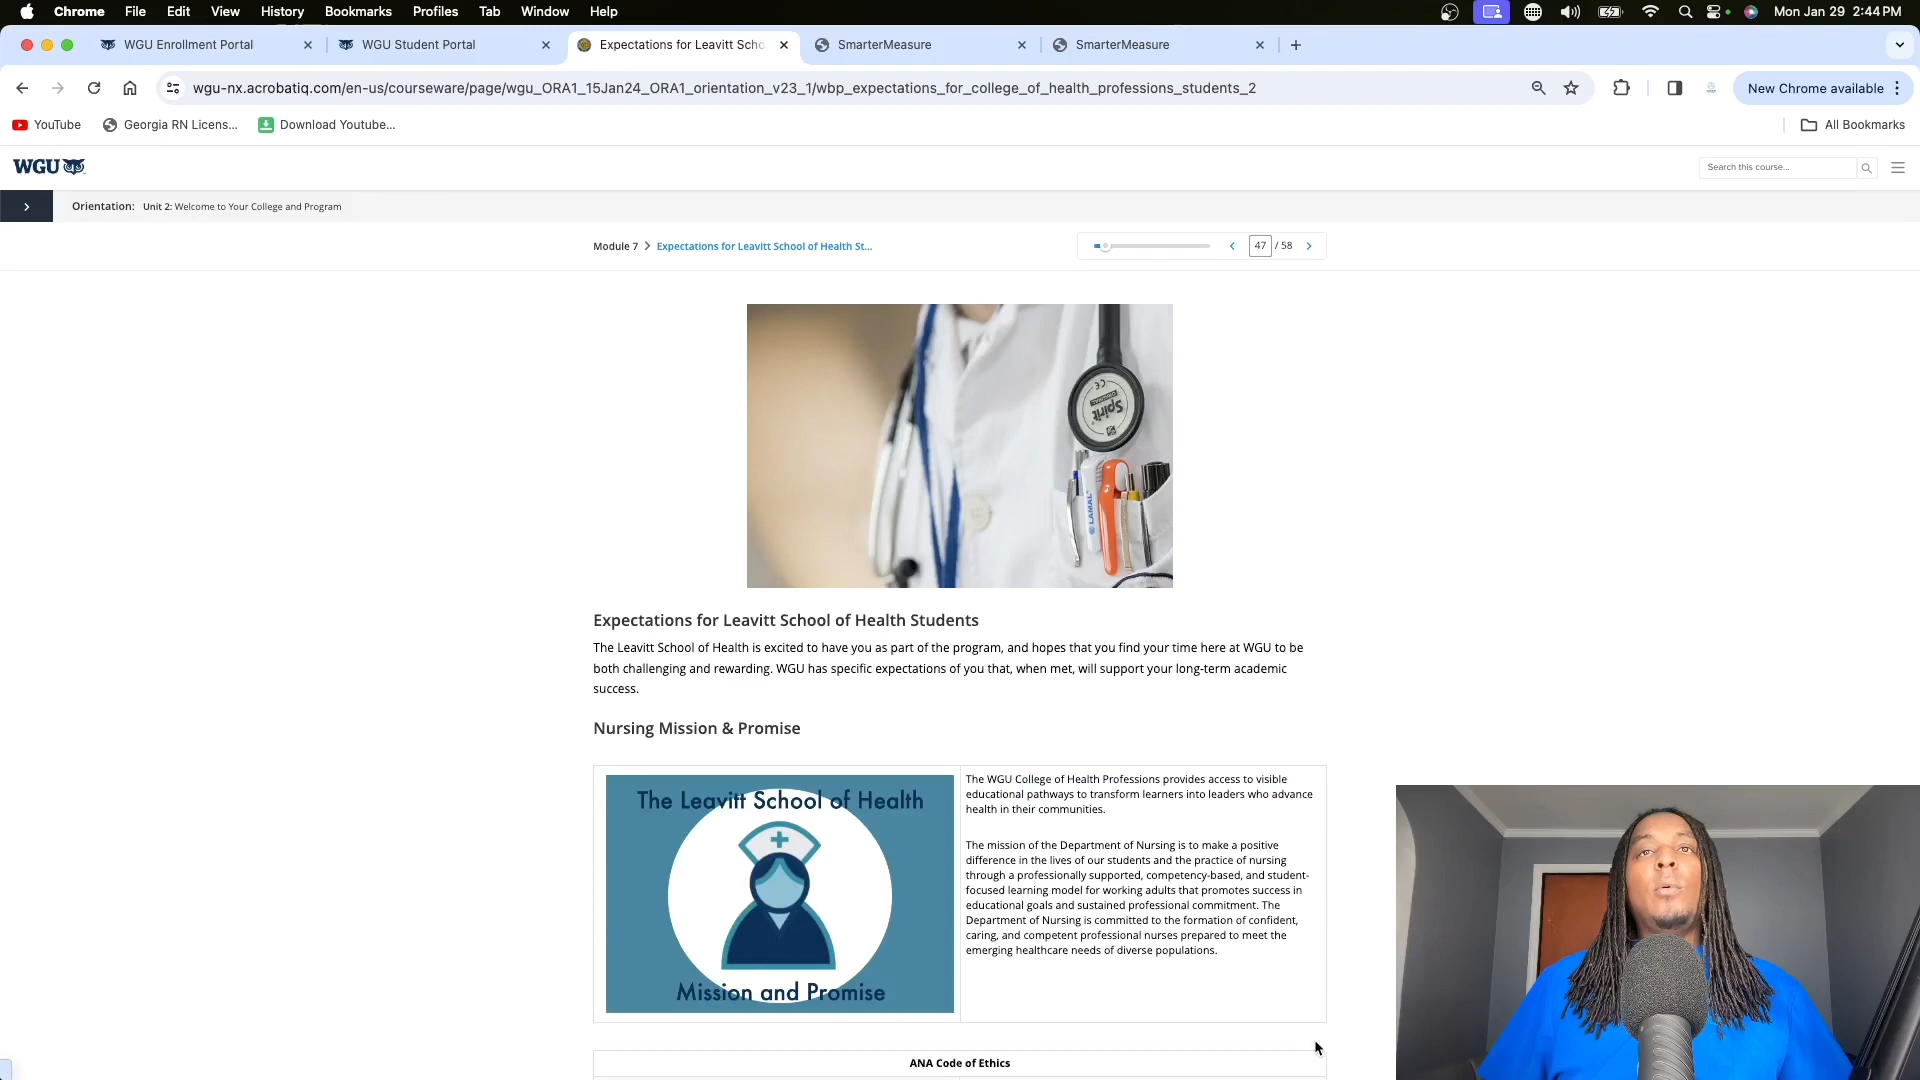 Chrome File Edit View History Bookmarks Profiles Tab Window Help Mon Jan 29 2:44 PM
WGU Enrollment Portal WGU Student Portal Expectations for Leavitt Scho SmarterMeasure SmarterMeasure
wgu-nx.acrobatiq.com/en-us/courseware/page/wgu_ORA1_15Jan24_ORA1_orientation_v23_1/wbp_expectations_for_college_of_health_professions_students_2 New Chrome available
YouTube Georgia RN Licens... Download Youtube... All Bookmarks
WGU Search this course...
Orientation: Unit 2: Welcome to Your College and Program
Module 7 > Expectations for Leavitt School of Health St... 47 / 58
Spirit
LAMAL
Expectations for Leavitt School of Health Students
The Leavitt School of Health is excited to have you as part of the program, and hopes that you find your time here at WGU to be
both challenging and rewarding. WGU has specific expectations of you that, when met, will support your long-term academic
success.
Nursing Mission & Promise
The Leavitt School of Health
Mission and Promise
The WGU College of Health Professions provides access to visible
educational pathways to transform learners into leaders who advance
health in their communities.
The mission of the Department of Nursing is to make a positive
difference in the lives of our students and the practice of nursing
through a professionally supported, competency-based, and student-
focused learning model for working adults that promotes success in
educational goals and sustained professional commitment. The
Department of Nursing is committed to the formation of confident,
caring, and competent professional nurses prepared to meet the
emerging healthcare needs of diverse populations.
ANA Code of Ethics